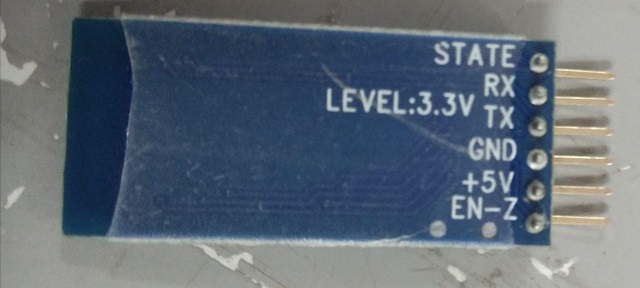 STATE
RX
LEVEL:3.3V
TX
GND
+5V
EN-Z